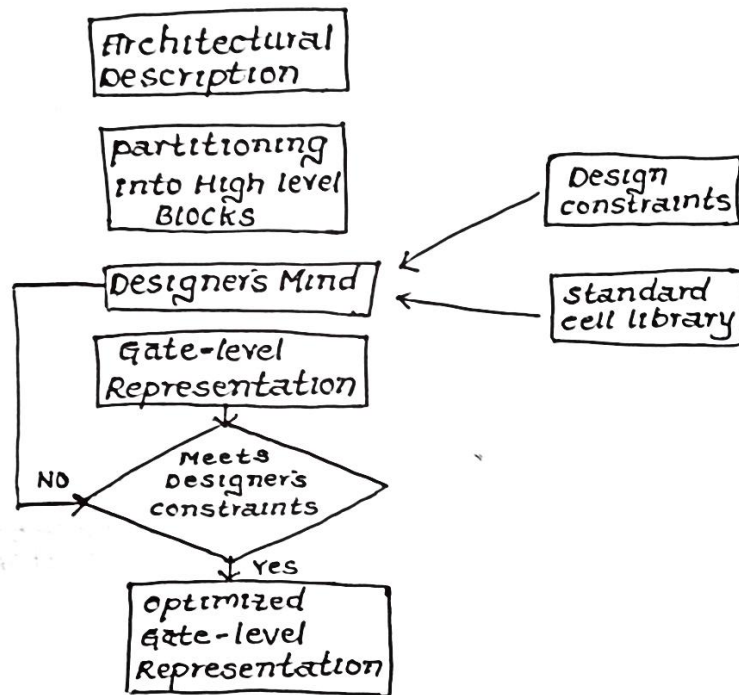 Architectural
Description
partitioning
into High level
Blocks
Design
constraints
Designer's Mind
standard
cell library
Gate-level
Representation
Meets
Designer's
constraints
NO
Yes
optimized
Gate-level
Representation